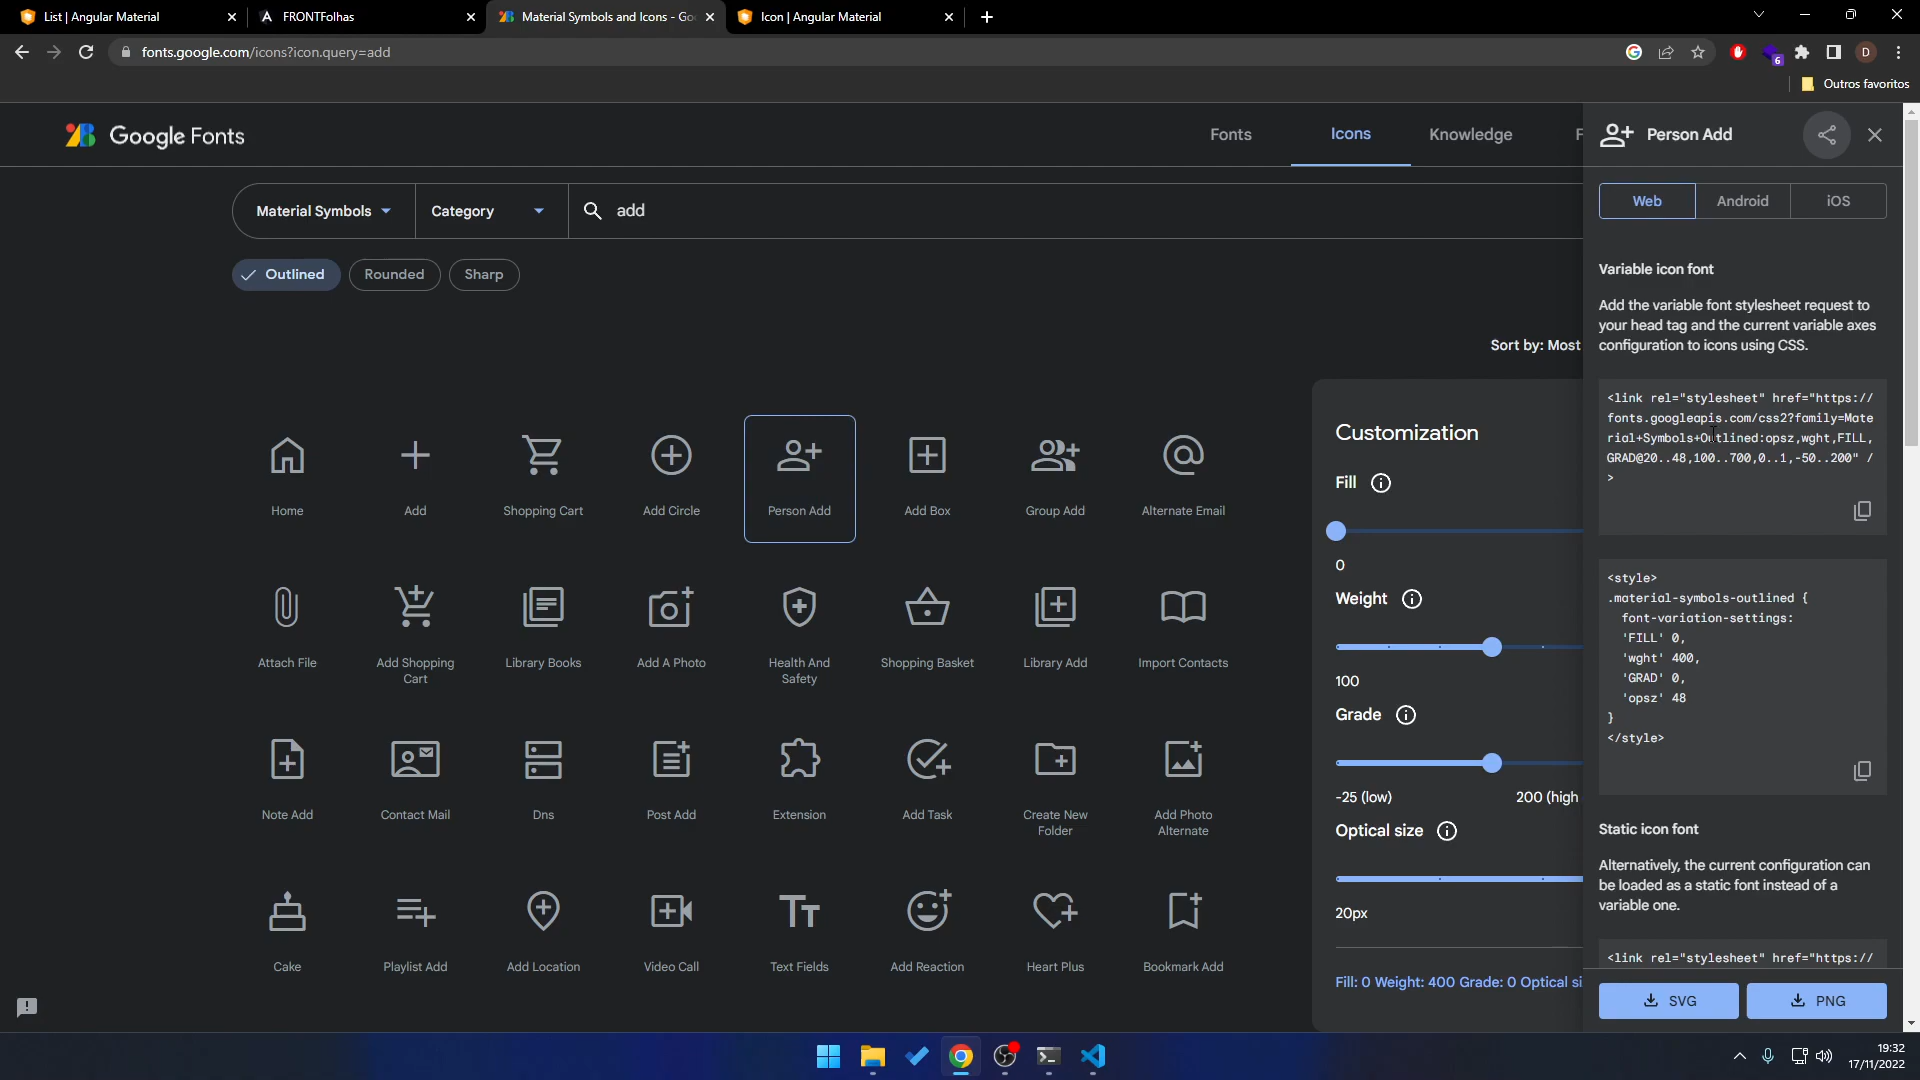 List | Angular Material
FRONTFolhas
Material Symbols and Icons - Go
Icon | Angular Material
fonts.google.com/icons?icon.query=add
6
D
Outros favoritos
Google Fonts
Fonts
Icons
Knowledge
F
Person Add
Material Symbols
Category
add
Web
Android
iOS
Outlined
Rounded
Sharp
Variable icon font
Add the variable font stylesheet request to
your head tag and the current variable axes
configuration to icons using CSS.
Sort by: Most
<link rel="stylesheet" href="https://
fonts.googleapis.com/css2?family=Mate
rial+Symbols+Outlined:opsz,wght,FILL,
GRAD@20..48,100..700,0..1,-50..200" /
>
Customization
Fill
0
Weight
100
Grade
-25 (low)
200 (high
Optical size
20px
Fill: 0 Weight: 400 Grade: 0 Optical si
Home
Add
Shopping Cart
Add Circle
Person Add
Add Box
Group Add
Alternate Email
Attach File
Add Shopping
Cart
Library Books
Add A Photo
Health And
Safety
Shopping Basket
Library Add
Import Contacts
Note Add
Contact Mail
Dns
Post Add
Extension
Add Task
Create New
Folder
Add Photo
Alternate
Cake
Playlist Add
Add Location
Video Call
Text Fields
Add Reaction
Heart Plus
Bookmark Add
<style>
.material-symbols-outlined {
font-variation-settings:
'FILL' 0,
'wght' 400,
'GRAD' 0,
'opsz' 48
}
</style>
Static icon font
Alternatively, the current configuration can
be loaded as a static font instead of a
variable one.
<link rel="stylesheet" href="https://
SVG
PNG
19:32
17/11/2022